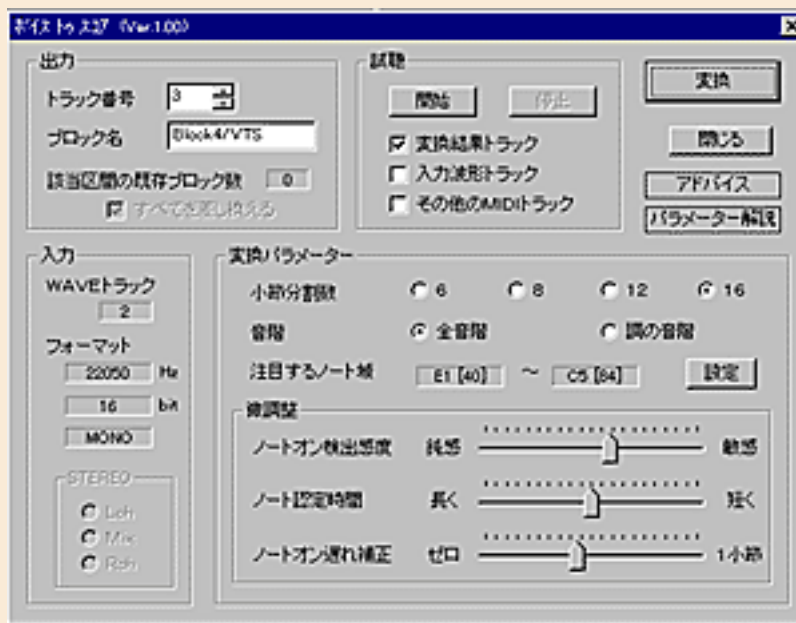 ボイス トゥ スコア (Ver.1.00)
出力
トラック番号 3
ブロック名 Block4/VTS
該当区間の既存ブロック数 0
すべてを差し換える
試聴
開始 停止
変換結果トラック
入力波形トラック
その他のMIDIトラック
変換
閉じる
アドバイス
パラメーター解説
入力
WAVEトラック
2
フォーマット
22050 Hz
16 bit
MONO
STEREO
Lch
Mix
Rch
変換パラメーター
小節分割数 6 8 12 16
音階 全音階 調の音階
注目するノート域 E1 [40] ～ C5 [84] 設定
微調整
ノートオン検出感度 鈍感 敏感
ノート認定時間 長く 短く
ノートオン遅れ補正 ゼロ 1小節